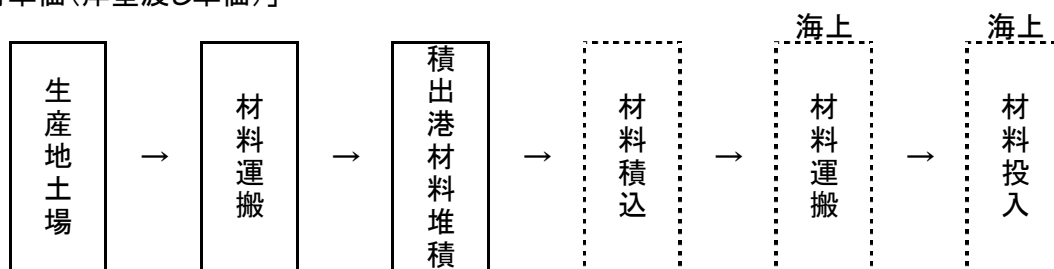 単価(岸壁渡し単価)]
海上
海上
生産地土場
→
材料運搬
→
積出港材料堆積
→
材料積込
→
材料運搬
→
材料投入